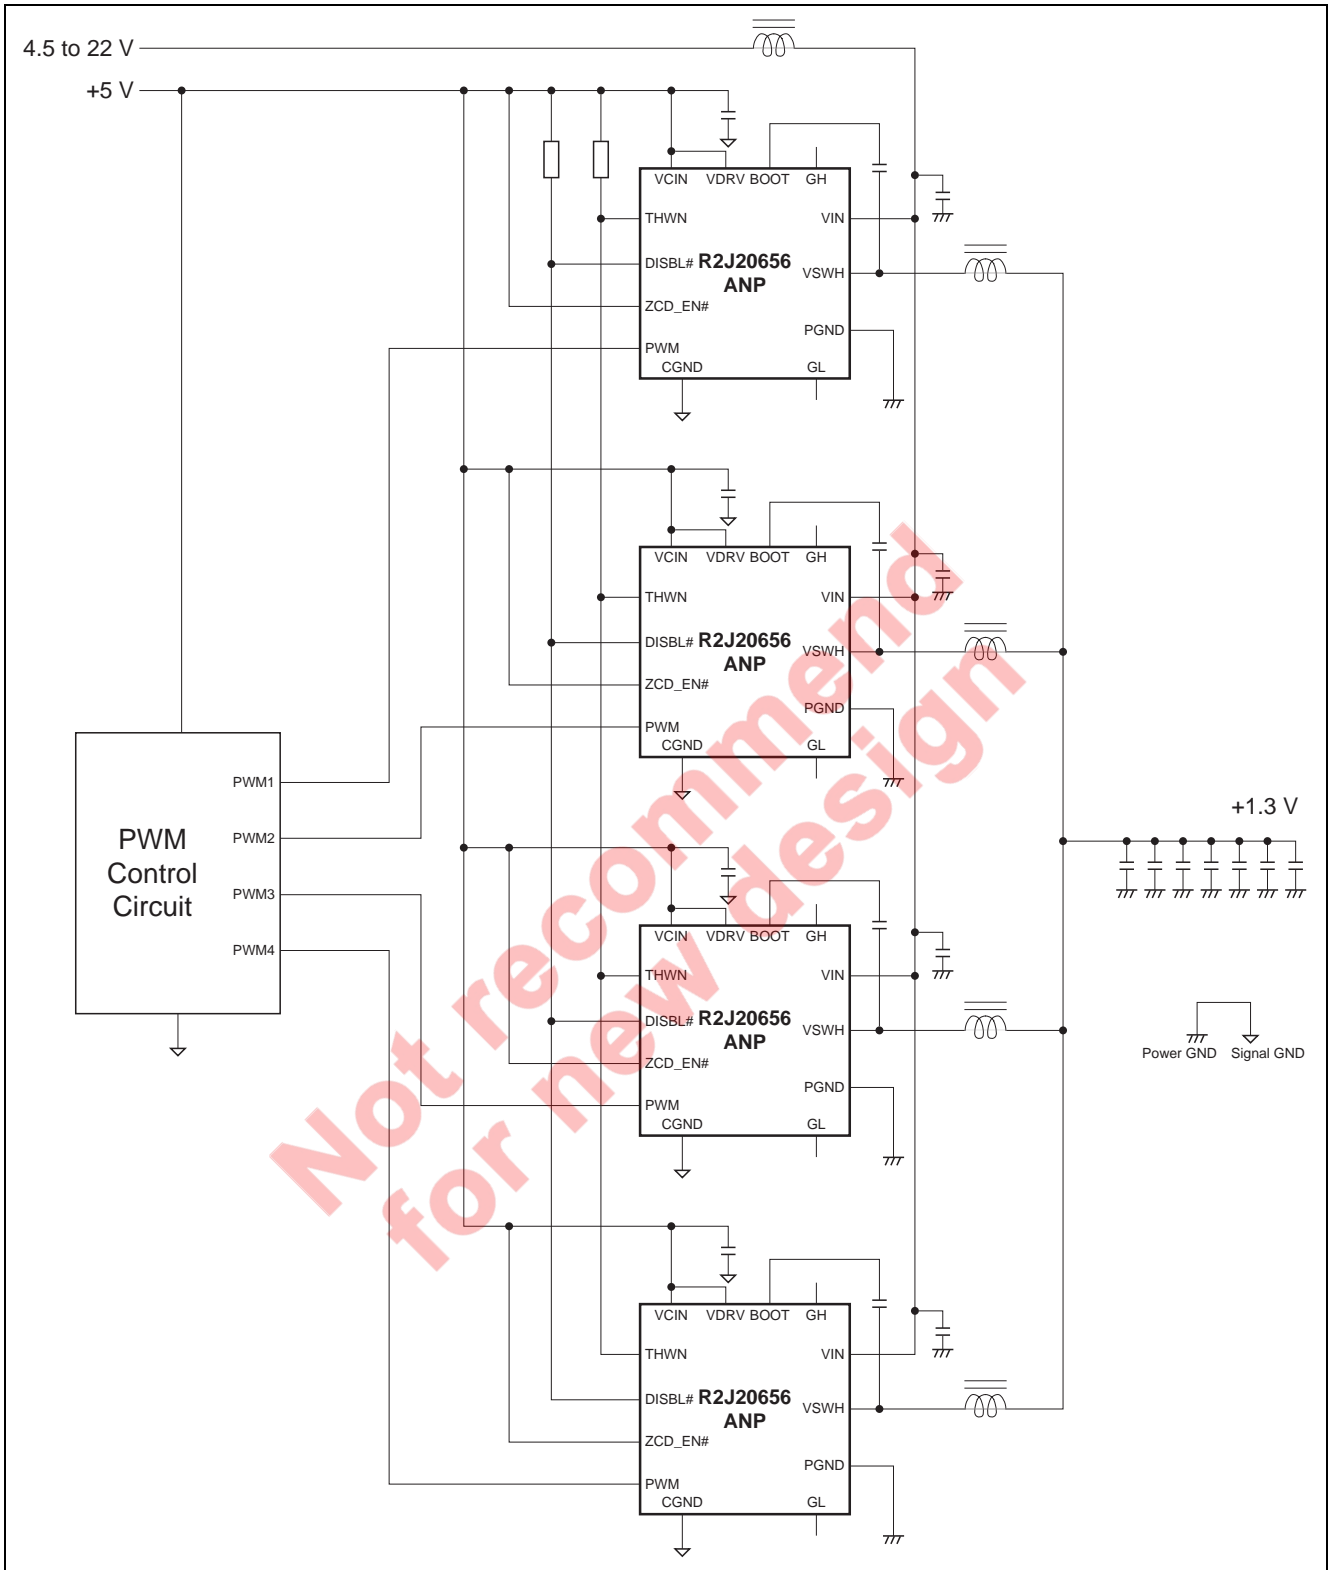 4.5 to 22 V
+5 V
VCIN VDRV BOOT GH
THWN VIN
DISBL# R2J20656 VSWH
ANP
ZCD_EN#
PGND
PWM
CGND GL
VCIN VDRV BOOT GH
THWN VIN
DISBL# R2J20656 VSWH
ANP
ZCD_EN#
PGND
PWM
CGND GL
PWM1
PWM2
PWM3
PWM4
PWM
Control
Circuit
+1.3 V
VCIN VDRV BOOT GH
THWN VIN
DISBL# R2J20656 VSWH
ANP
ZCD_EN#
PGND
PWM
CGND GL
Power GND Signal GND
VCIN VDRV BOOT GH
THWN VIN
DISBL# R2J20656 VSWH
ANP
ZCD_EN#
PGND
PWM
CGND GL
Not recommend
for new design